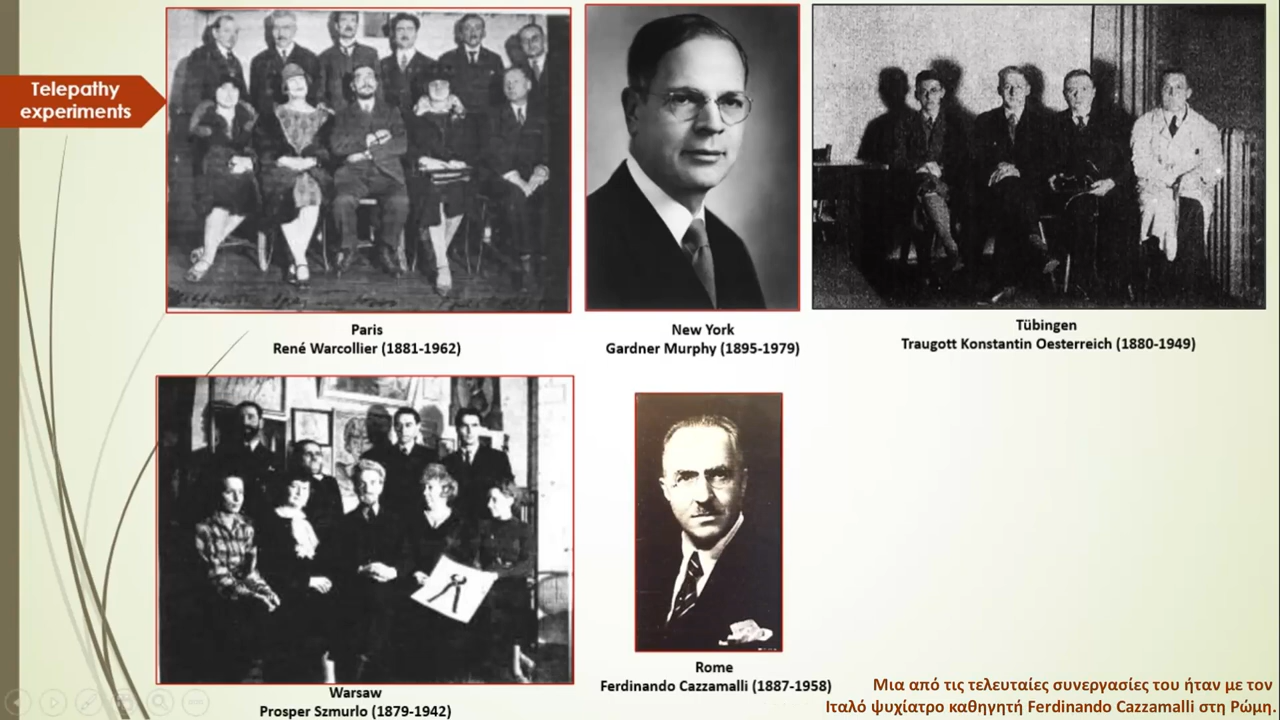 Telepathy
experiments
Paris
René Warcollier (1881-1962)
New York
Gardner Murphy (1895-1979)
Tübingen
Traugott Konstantin Oesterreich (1880-1949)
Warsaw
Prosper Szmurlo (1879-1942)
Rome
Ferdinando Cazzamalli (1887-1958)
Μια από τις τελευταίες συνεργασίες του ήταν με τον
Ιταλό ψυχίατρο καθηγητή Ferdinando Cazzamalli στη Ρώμη.